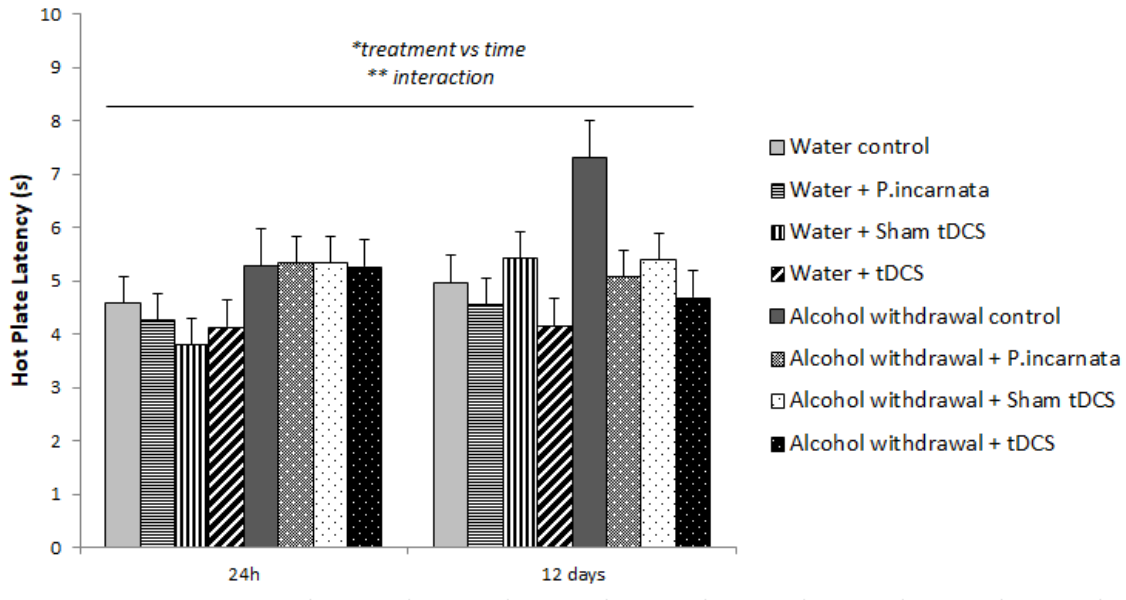 10
9
8
7
6
5
4
3
2
1
0
Hot Plate Latency (s)
*treatment vs time
** interaction
24h
12 days
Water control
Water + P.incarnata
Water + Sham tDCS
Water + tDCS
Alcohol withdrawal control
Alcohol withdrawal + P.incarnata
Alcohol withdrawal + Sham tDCS
Alcohol withdrawal + tDCS